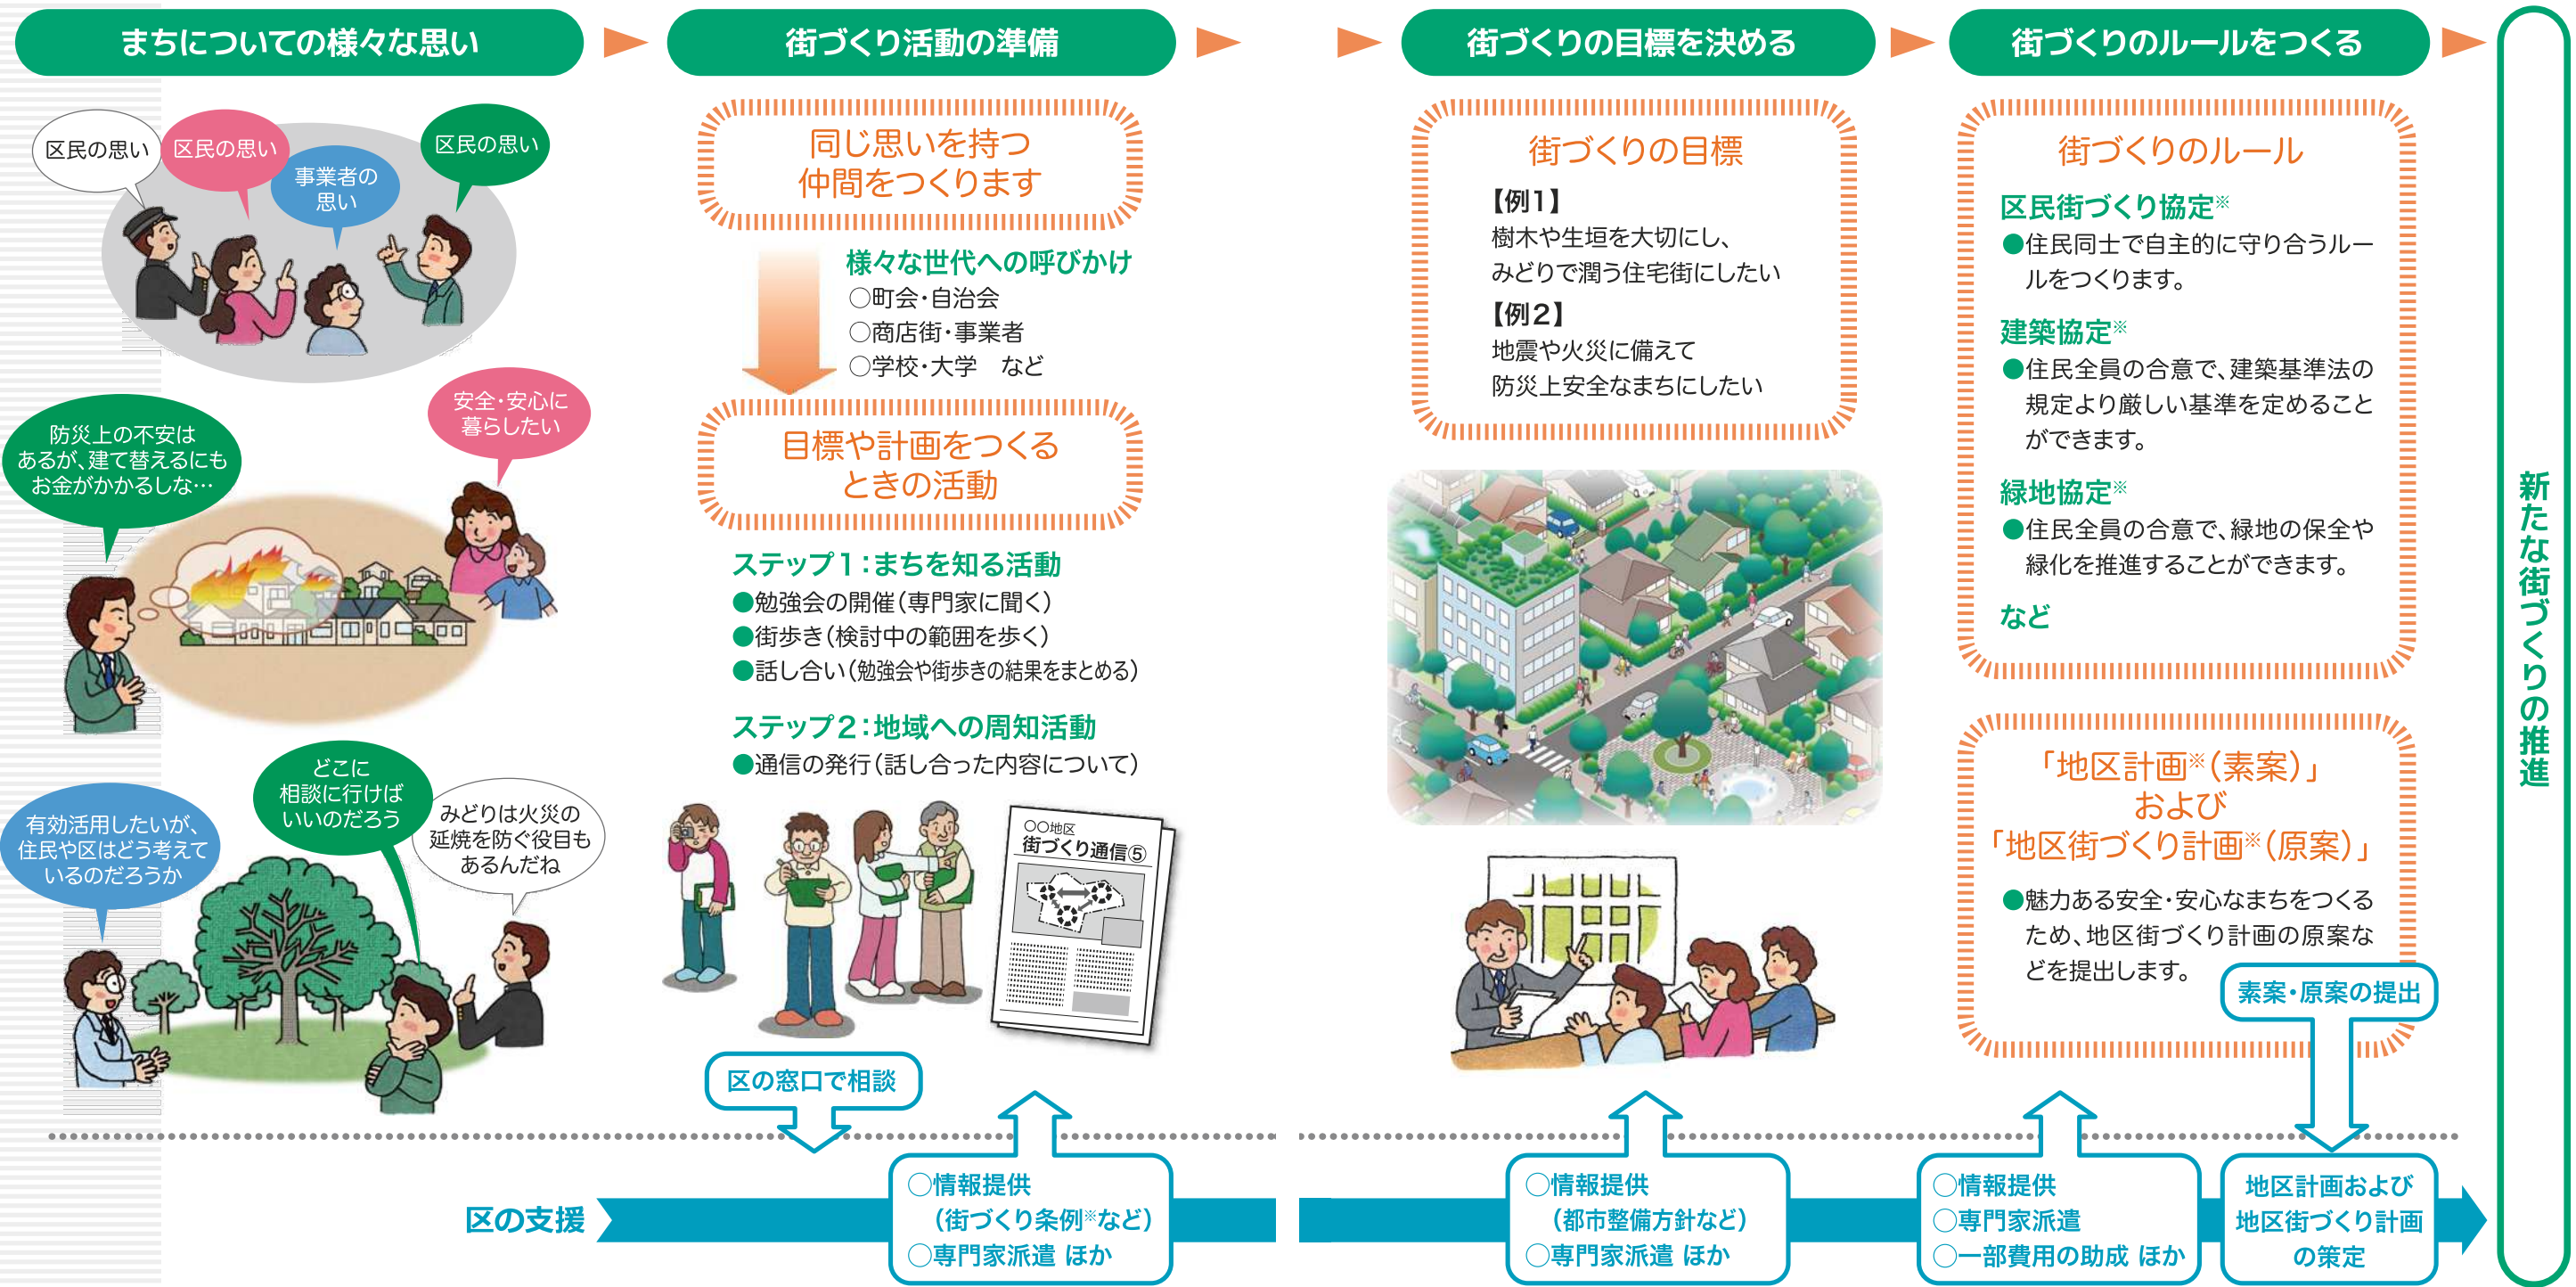 まちについての様々な思い
街づくり活動の準備
街づくりの目標を決める
街づくりのルールをつくる
区民の思い
区民の思い
事業者の
思い
区民の思い
防災上の不安は
あるが、建て替えるにも
お金がかかるしな…
安全・安心に
暮らしたい
有効活用したいが、
住民や区はどう考えて
いるのだろうか
どこに
相談に行けば
いいのだろう
みどりは火災の
延焼を防ぐ役目も
あるんだね
同じ思いを持つ
仲間をつくります
様々な世代への呼びかけ
○町会・自治会
○商店街・事業者
○学校・大学　など
目標や計画をつくる
ときの活動
ステップ1：まちを知る活動
●勉強会の開催（専門家に聞く）
●街歩き（検討中の範囲を歩く）
●話し合い（勉強会や街歩きの結果をまとめる）
ステップ2：地域への周知活動
●通信の発行（話し合った内容について）
○○地区
街づくり通信⑤
区の窓口で相談
街づくりの目標
【例1】
樹木や生垣を大切にし、
みどりで潤う住宅街にしたい
【例2】
地震や火災に備えて
防災上安全なまちにしたい
街づくりのルール
区民街づくり協定※
●住民同士で自主的に守り合うルー
ルをつくります。
建築協定※
●住民全員の合意で、建築基準法の
規定より厳しい基準を定めること
ができます。
緑地協定※
●住民全員の合意で、緑地の保全や
緑化を推進することができます。
など
「地区計画※（素案）」
および
「地区街づくり計画※（原案）」
●魅力ある安全・安心なまちをつくる
ため、地区街づくり計画の原案な
どを提出します。
素案・原案の提出
区の支援
○情報提供
（街づくり条例※など）
○専門家派遣 ほか
○情報提供
（都市整備方針など）
○専門家派遣 ほか
○情報提供
○専門家派遣
○一部費用の助成 ほか
地区計画および
地区街づくり計画
の策定
新たな街づくりの推進